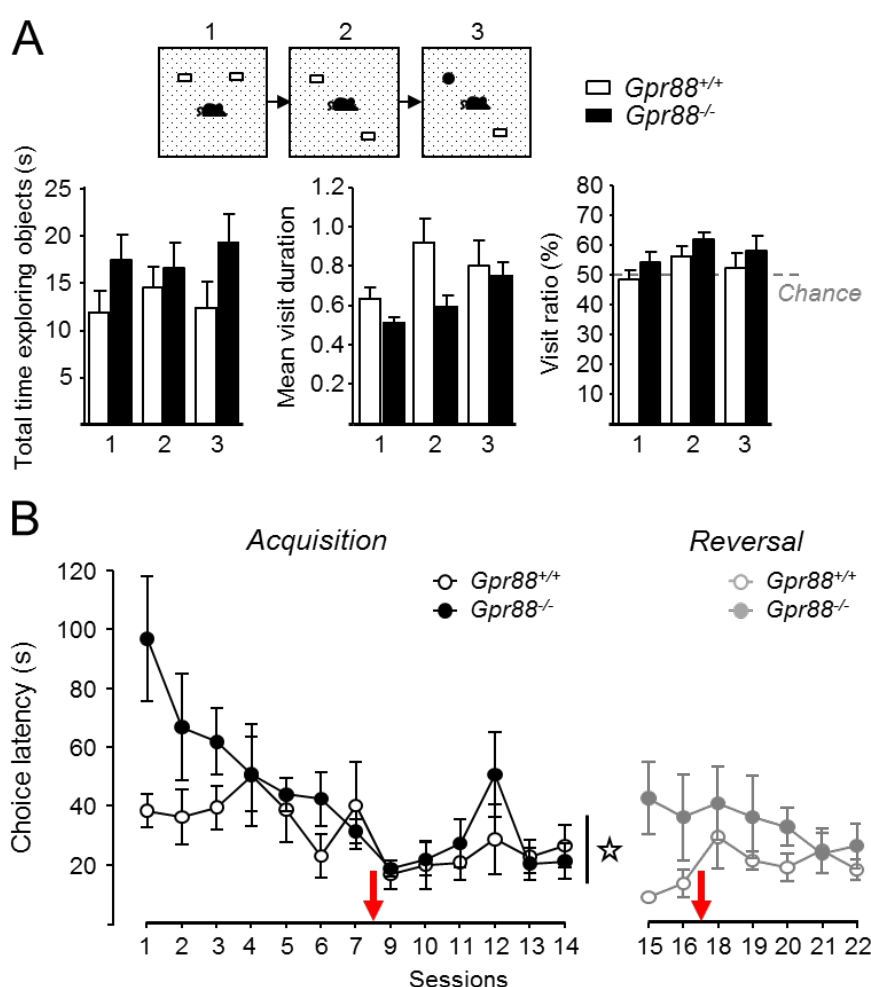 A
1 2 3
Gpr88+/+
Gpr88-/-
Total time exploring objects (s)
25
20
15
10
5
1 2 3
Mean visit duration
1.2
1.0
0.8
0.6
0.4
0.2
1 2 3
Visit ratio (%)
80
70
60
50
40
30
20
10
Chance
1 2 3
B
Acquisition
Reversal
Gpr88+/+
Gpr88-/-
Gpr88+/+
Gpr88-/-
Choice latency (s)
120
100
80
60
40
20
1 2 3 4 5 6 7 9 10 11 12 13 14
15 16 18 19 20 21 22
Sessions